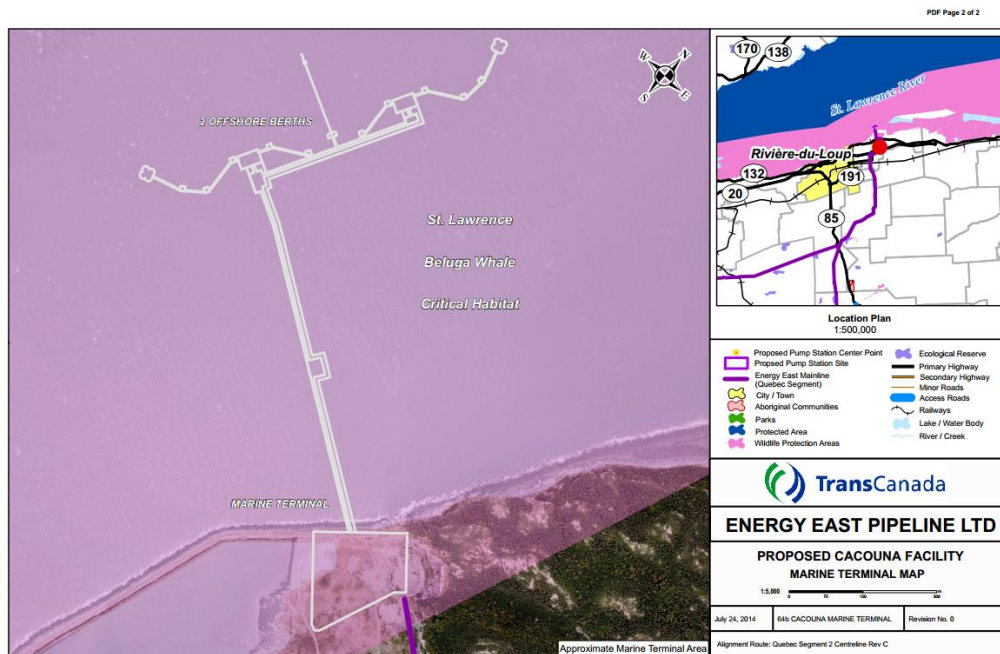 PDF Page 2 of 2
2 OFFSHORE BERTHS
St. Lawrence
Beluga Whale
Critical Habitat
MARINE TERMINAL
Approximate Marine Terminal Area
W
N
S
E
170
138
St. Lawrence River
Rivière-du-Loup
132
191
20
85
Location Plan
1:500,000
Proposed Pump Station Center Point
Propsed Pump Station Site
Energy East Mainline
(Quebec Segment)
City / Town
Aboriginal Communities
Parks
Protected Area
Wildlife Protection Areas
Ecological Reserve
Primary Highway
Secondary Highway
Minor Roads
Access Roads
Railways
Lake / Water Body
River / Creek
TransCanada
ENERGY EAST PIPELINE LTD
PROPOSED CACOUNA FACILITY
MARINE TERMINAL MAP
1:5,000
0 75 150 300
July 24, 2014
64b CACOUNA MARINE TERMINAL
Revision No. 0
Alignment Route: Quebec Segment 2 Centreline Rev C